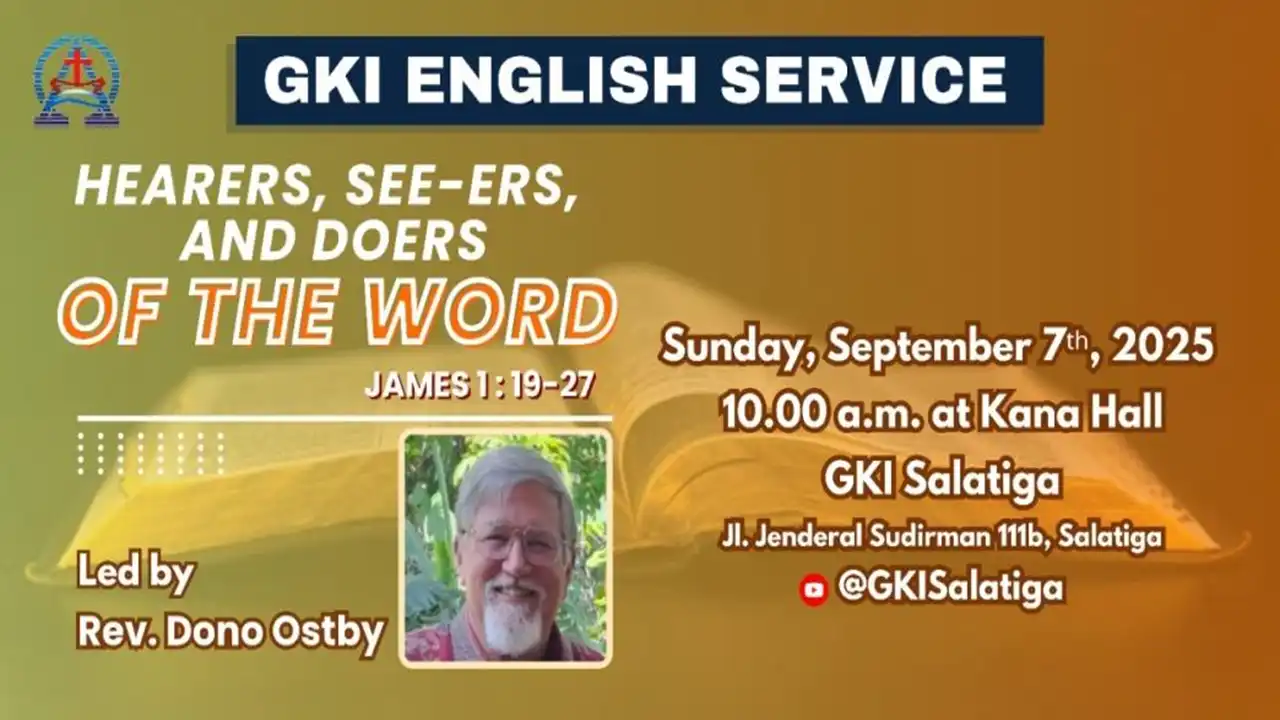 GKI ENGLISH SERVICE
HEARERS, SEE-ERS,
AND DOERS
OF THE WORD
JAMES 1 : 19-27
Led by
Rev. Dono Ostby
Sunday, September 7th, 2025
10.00 a.m. at Kana Hall
GKI Salatiga
Jl. Jenderal Sudirman 111b, Salatiga
@GKISalatiga